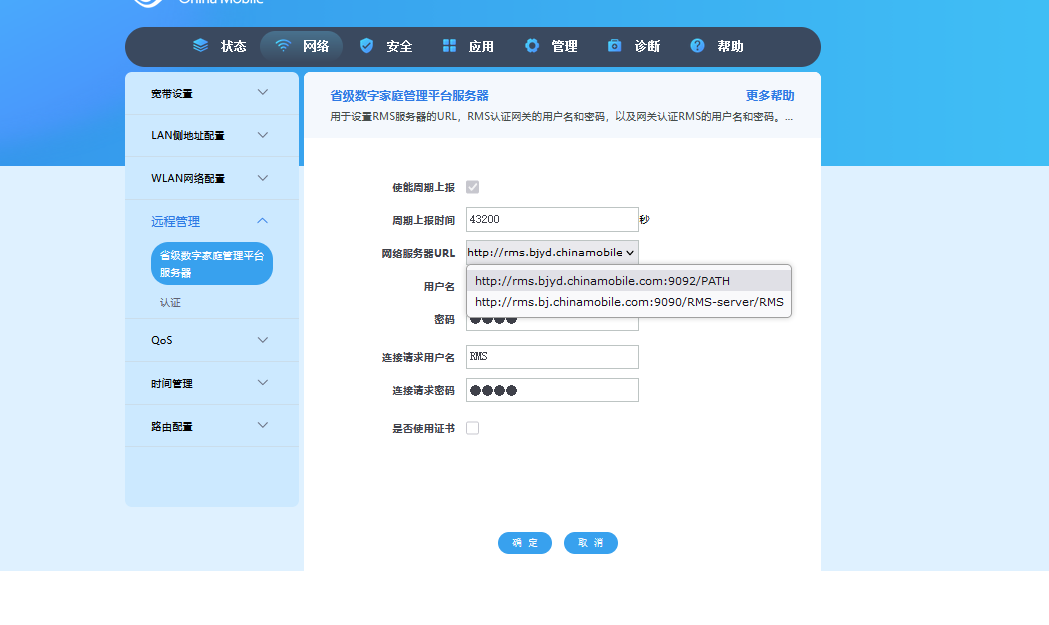 China Mobile
状态
网络
安全
应用
管理
诊断
帮助
宽带设置
LAN侧地址配置
WLAN网络配置
远程管理
省级数字家庭管理平台
服务器
认证
QoS
时间管理
路由配置
省级数字家庭管理平台服务器
更多帮助
用于设置RMS服务器的URL，RMS认证网关的用户名和密码，以及网关认证RMS的用户名和密码。...
使能周期上报
周期上报时间 43200 秒
网络服务器URL http://rms.bjyd.chinamobile
http://rms.bjyd.chinamobile.com:9092/PATH
http://rms.bj.chinamobile.com:9090/RMS-server/RMS
用户名
密码 ●●●●
连接请求用户名 RMS
连接请求密码 ●●●●
是否使用证书
确 定
取 消